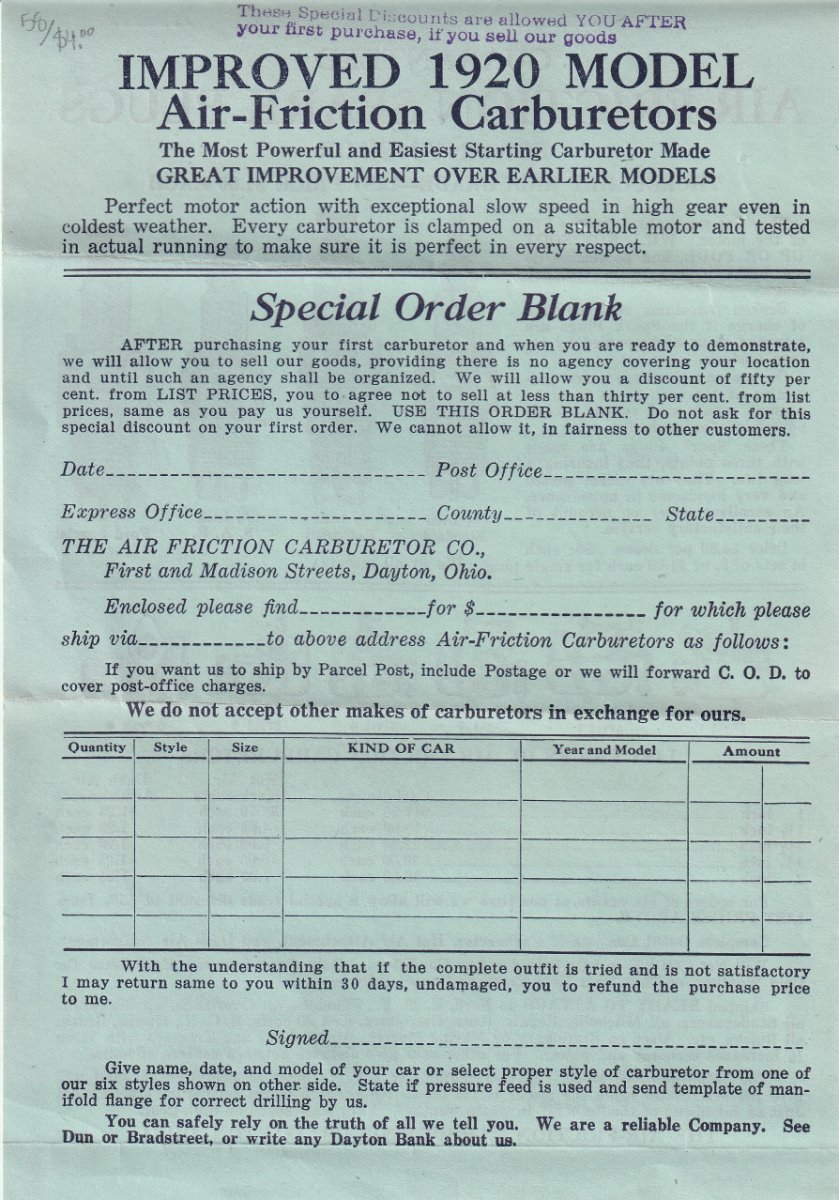 These Special Discounts are allowed YOU AFTER
your first purchase, if you sell our goods
$4.00
IMPROVED 1920 MODEL
Air-Friction Carburetors
The Most Powerful and Easiest Starting Carburetor Made
GREAT IMPROVEMENT OVER EARLIER MODELS
Perfect motor action with exceptional slow speed in high gear even in
coldest weather. Every carburetor is clamped on a suitable motor and tested
in actual running to make sure it is perfect in every respect.
Special Order Blank
AFTER purchasing your first carburetor and when you are ready to demonstrate,
we will allow you to sell our goods, providing there is no agency covering your location
and until such an agency shall be organized. We will allow you a discount of fifty per
cent. from LIST PRICES, you to agree not to sell at less than thirty per cent. from list
prices, same as you pay us yourself. USE THIS ORDER BLANK. Do not ask for this
special discount on your first order. We cannot allow it, in fairness to other customers.
Date Post Office
Express Office County State
THE AIR FRICTION CARBURETOR CO.,
First and Madison Streets, Dayton, Ohio.
Enclosed please find for $ for which please
ship via to above address Air-Friction Carburetors as follows:
If you want us to ship by Parcel Post, include Postage or we will forward C. O. D. to
cover post-office charges.
We do not accept other makes of carburetors in exchange for ours.
Quantity Style Size KIND OF CAR Year and Model Amount
With the understanding that if the complete outfit is tried and is not satisfactory
I may return same to you within 30 days, undamaged, you to refund the purchase price
to me.
Signed
Give name, date, and model of your car or select proper style of carburetor from one of
our six styles shown on other side. State if pressure feed is used and send template of man-
ifold flange for correct drilling by us.
You can safely rely on the truth of all we tell you. We are a reliable Company. See
Dun or Bradstreet, or write any Dayton Bank about us.